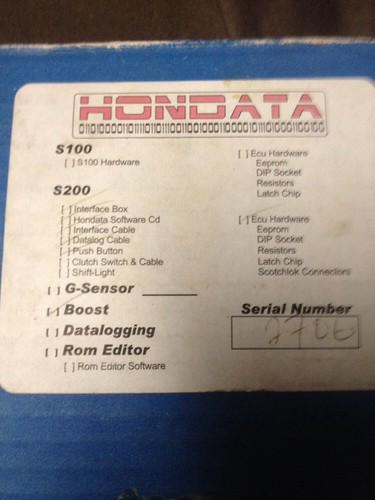 HONDATA
S100
[ ] S100 Hardware
[ ] Ecu Hardware
Eeprom
DIP Socket
Resistors
Latch Chip
S200
[ ] Interface Box
[ ] Hondata Software Cd
[ ] Interface Cable
[ ] Datalog Cable
[ ] Push Button
[ ] Clutch Switch & Cable
[ ] Shift-Light
[ ] Ecu Hardware
Eeprom
DIP Socket
Resistors
Latch Chip
Scotchlok Connectors
[ ] G-Sensor
[ ] Boost
[ ] Datalogging
[ ] Rom Editor
[ ] Rom Editor Software
Serial Number
2706